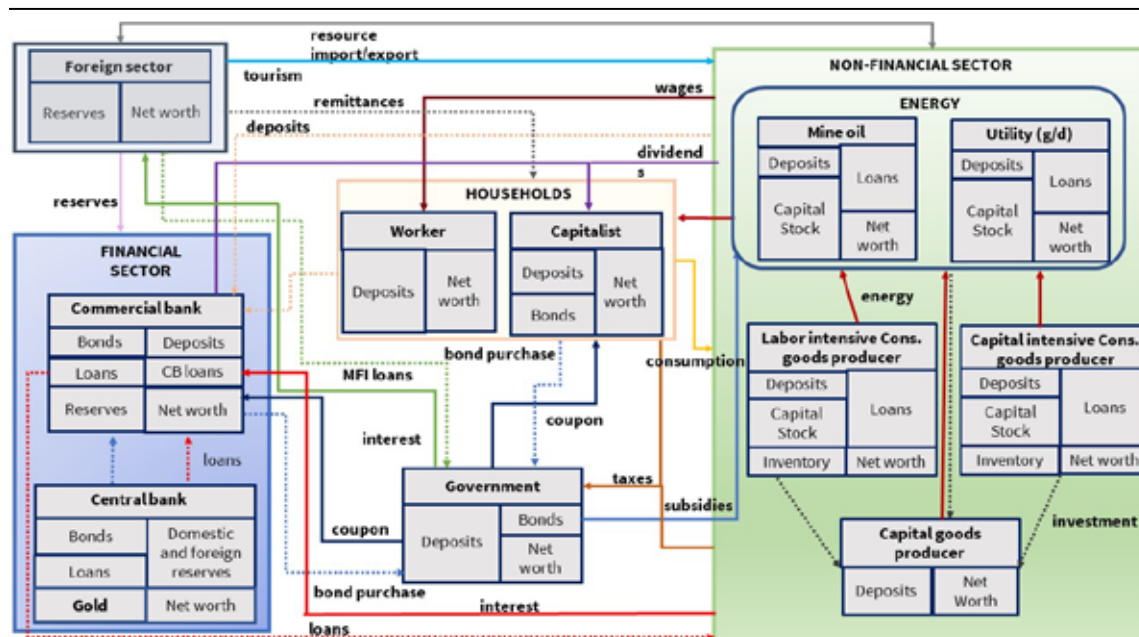 resource
import/export
Foreign sector
Reserves
Net worth
tourism
remittances
deposits
wages
dividend
s
reserves
NON-FINANCIAL SECTOR
ENERGY
Mine oil
Deposits
Loans
Capital
Stock
Net
worth
Utility (g/d)
Deposits
Loans
Capital
Stock
Net
worth
HOUSEHOLDS
Worker
Deposits
Net
worth
Capitalist
Deposits
Bonds
Net
worth
FINANCIAL
SECTOR
Commercial bank
Bonds
Deposits
Loans
CB loans
Reserves
Net worth
loans
Central bank
Bonds
Domestic
and foreign
reserves
Loans
Gold
Net worth
bond purchase
MFI loans
consumption
energy
interest
coupon
Labor intensive Cons.
goods producer
Deposits
Capital
Stock
Loans
Inventory
Net worth
Capital intensive Cons.
goods producer
Deposits
Capital
Stock
Loans
Inventory
Net worth
Government
Deposits
Bonds
Net
worth
taxes
subsidies
coupon
bond purchase
investment
Capital goods
producer
Deposits
Net
Worth
interest
loans